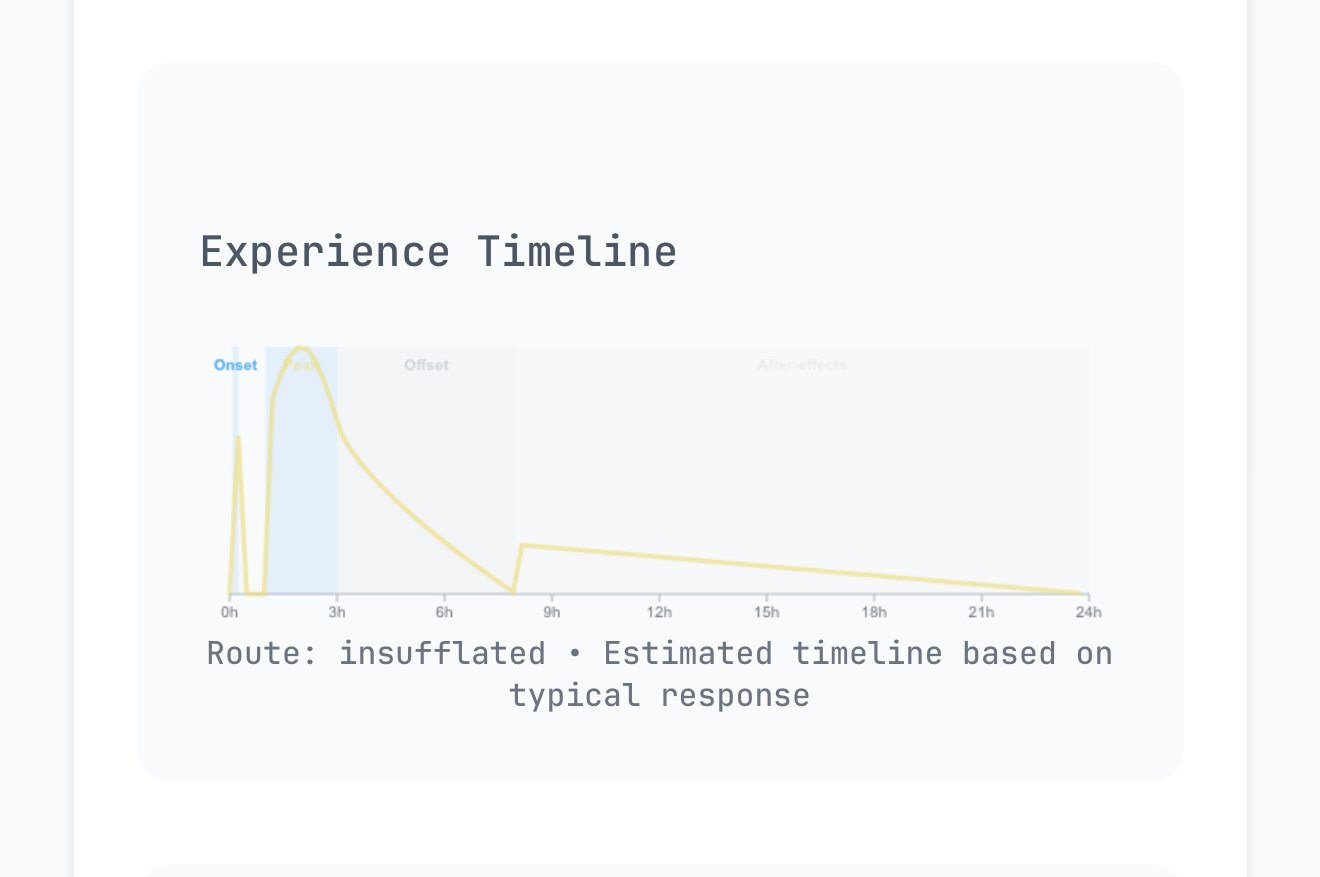 Experience Timeline
Onset Peak Offset After-effects
0h 3h 6h 9h 12h 15h 18h 21h 24h
Route: insufflated • Estimated timeline based on
typical response